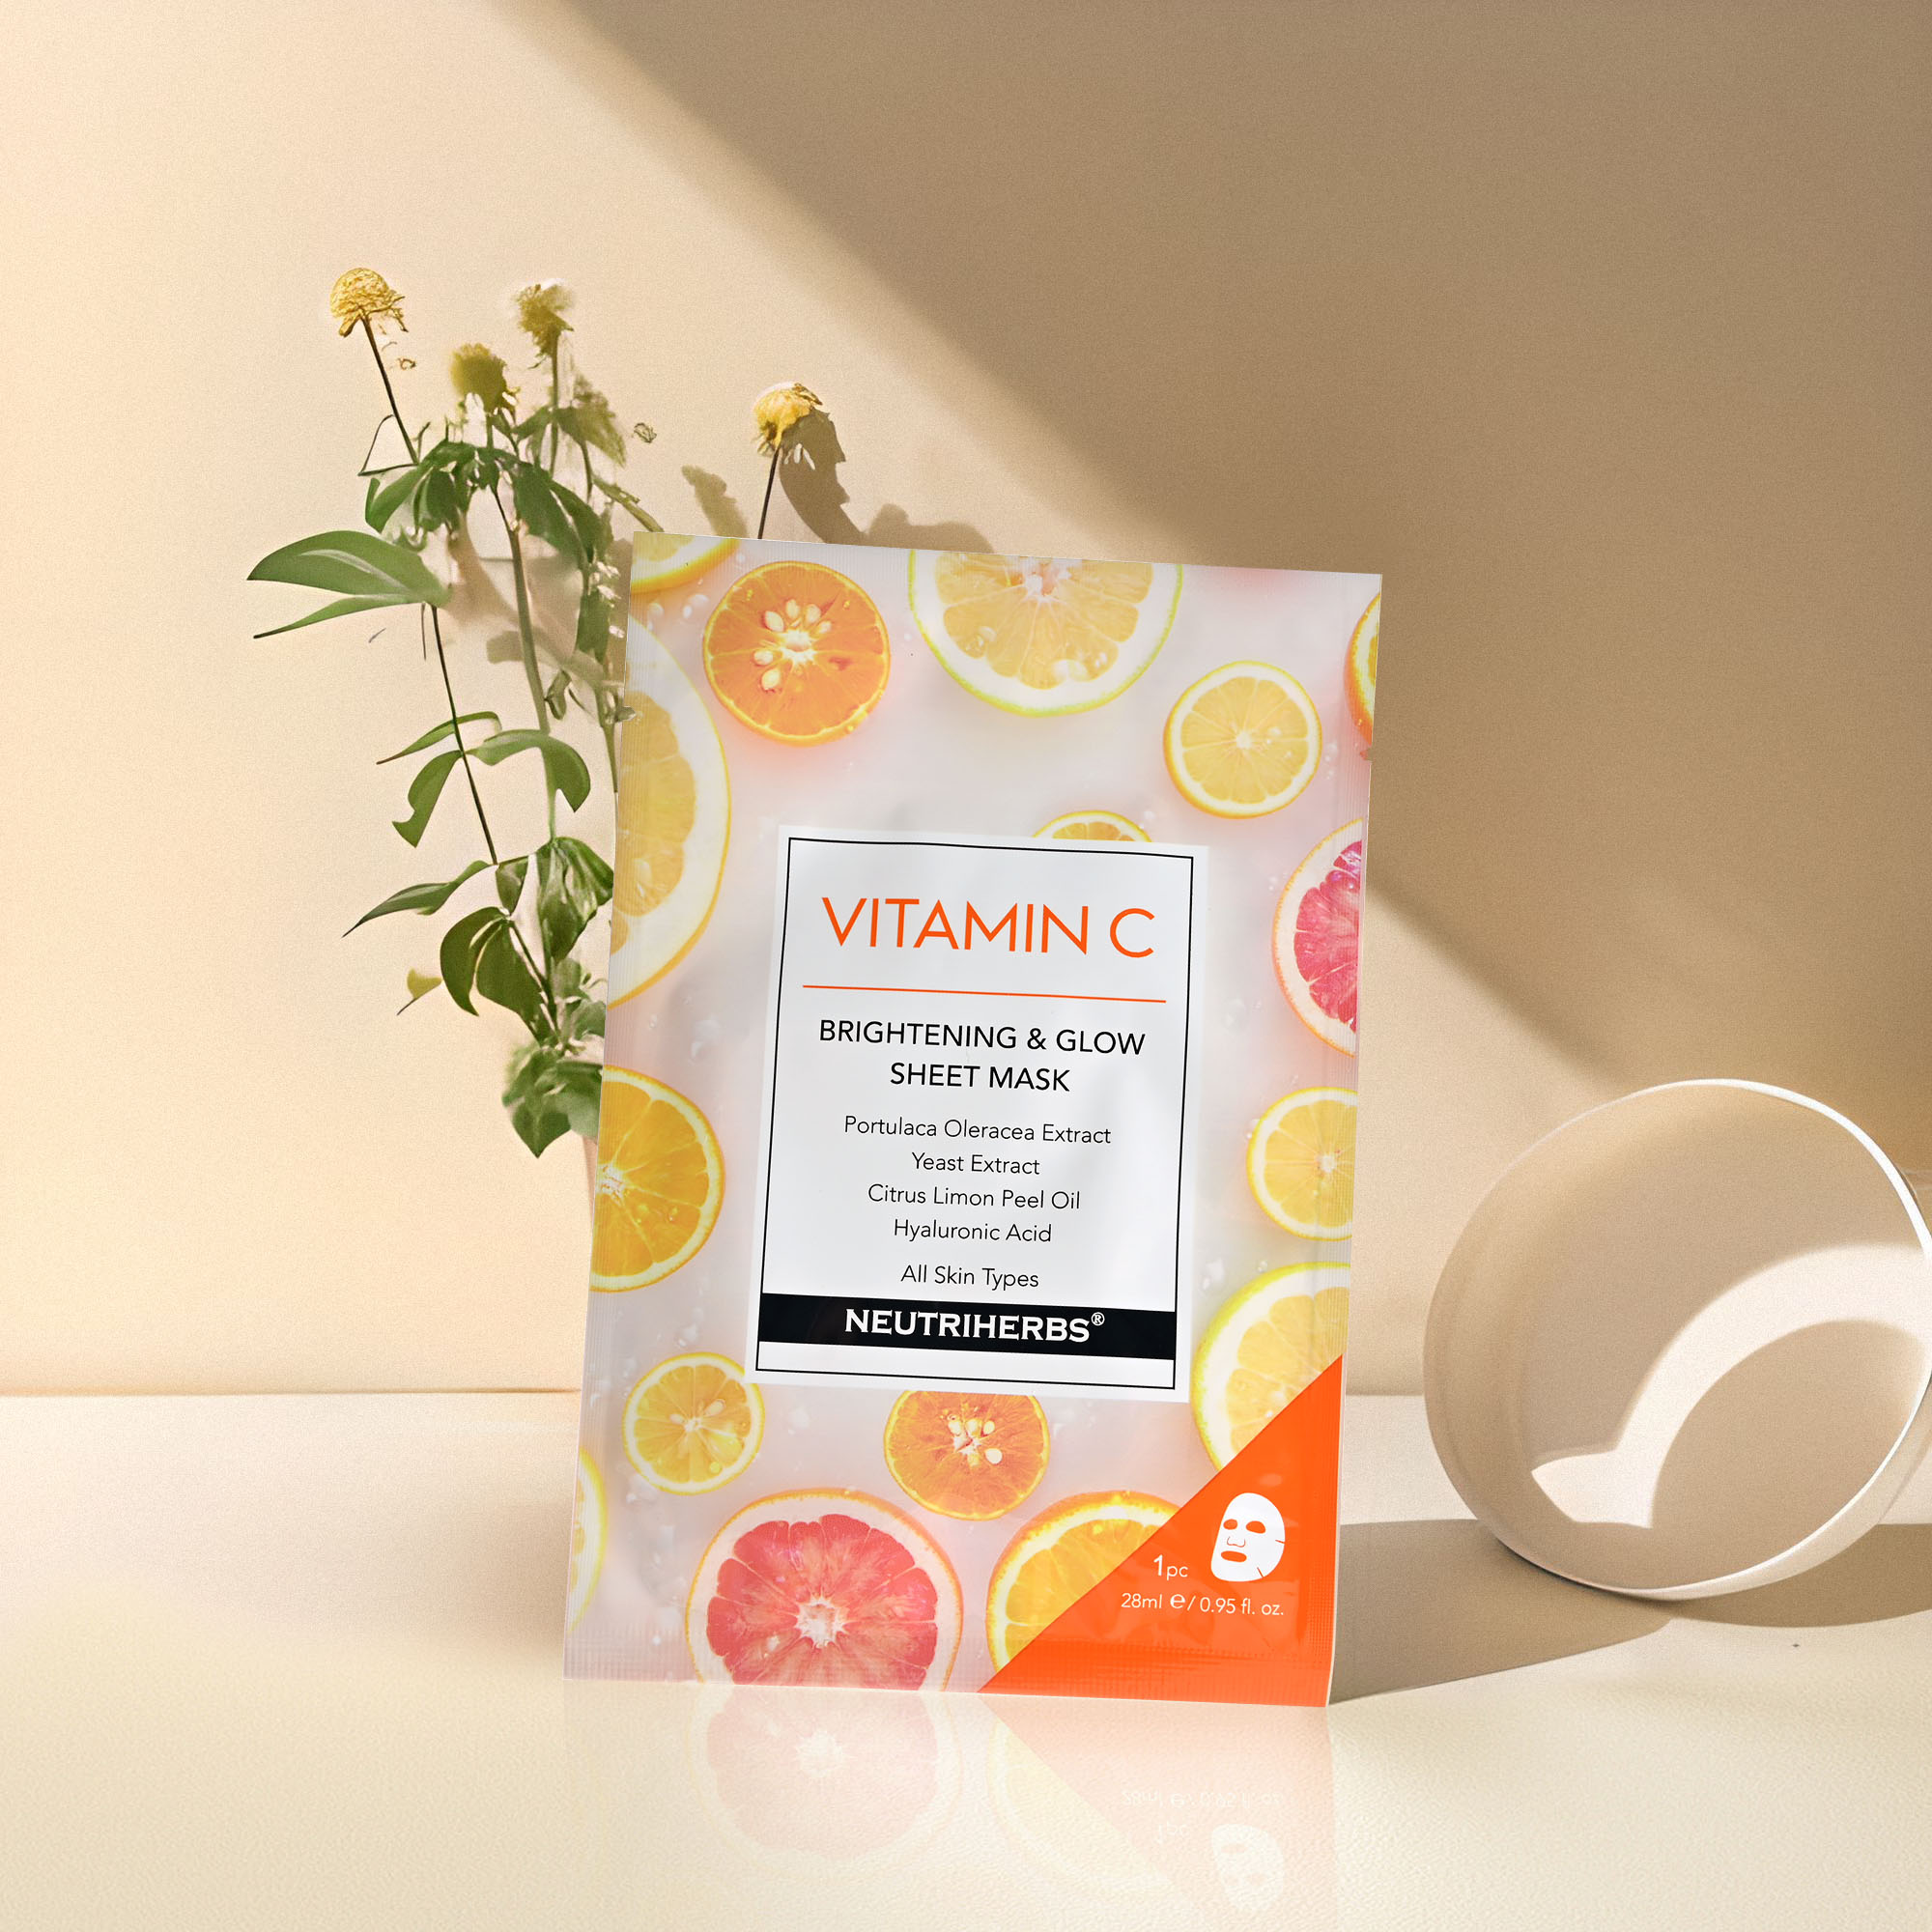 VITAMIN C
BRIGHTENING & GLOW
SHEET MASK
Portulaca Oleracea Extract
Yeast Extract
Citrus Limon Peel Oil
Hyaluronic Acid
All Skin Types
NEUTRIHERBS®
1pc
28ml ℮/ 0.95 fl. oz.